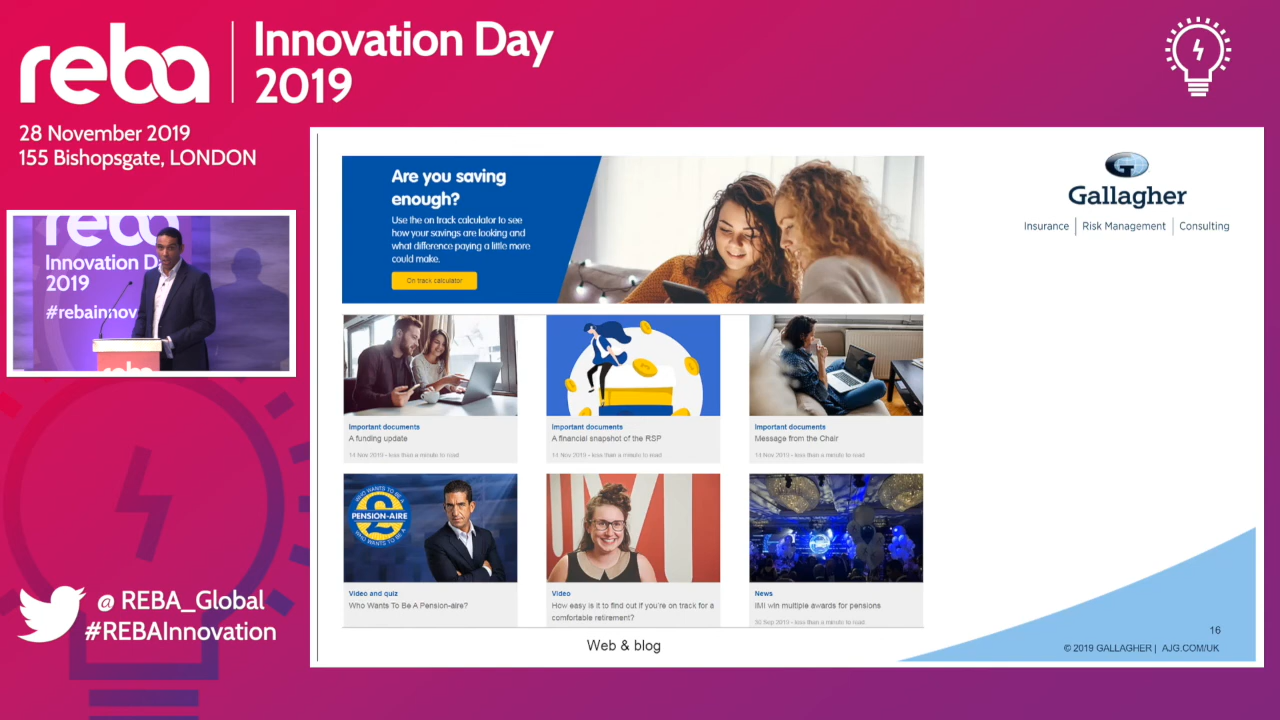 reba
Innovation Day
2019
28 November 2019
155 Bishopsgate, LONDON
reba
Innovation Da
2019
#rebainnov
reba
@ REBA_Global
#REBAInnovation
Are you saving
enough?
Use the on track calculator to see
how your savings are looking and
what difference paying a little more
could make.
On track calculator
G
Gallagher
Insurance | Risk Management | Consulting
Important documents
A funding update
14 Nov 2019 - less than a minute to read
Important documents
A financial snapshot of the RSP
14 Nov 2019 - less than a minute to read
Important documents
Message from the Chair
14 Nov 2019 - less than a minute to read
WHO WANTS TO BE A
PENSION-AIRE
WHO WANTS TO BE A
Video and quiz
Who Wants To Be A Pension-aire?
Video
How easy is it to find out if you're on track for a
comfortable retirement?
News
IMI win multiple awards for pensions
30 Sep 2019 - less than a minute to read
Web & blog
16
© 2019 GALLAGHER | AJG.COM/UK